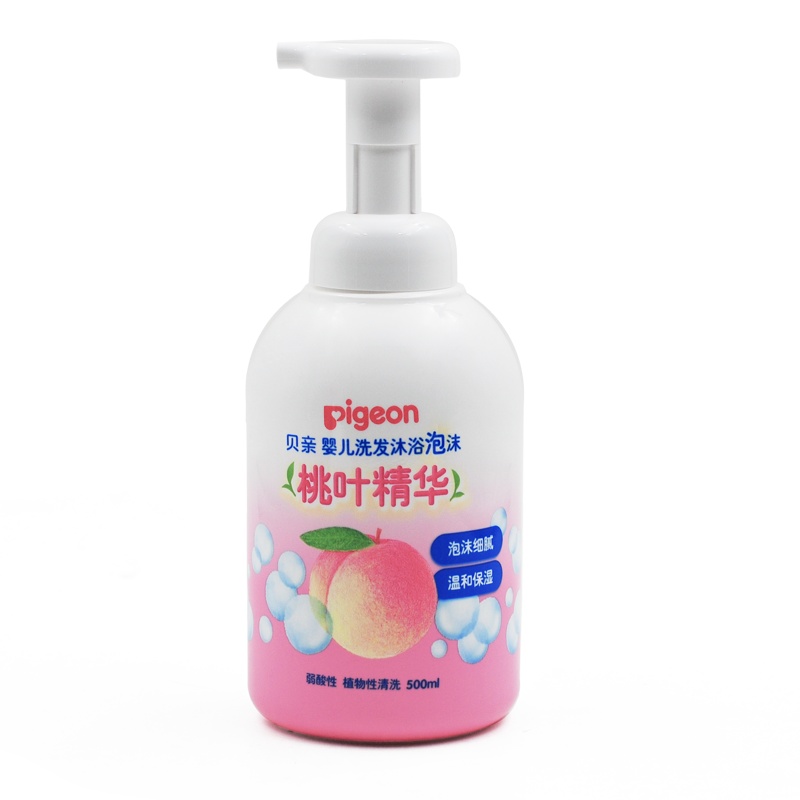 pigeon
贝亲 婴儿洗发沐浴泡沫
桃叶精华
泡沫细腻
温和保湿
弱酸性 植物性清洗 500ml